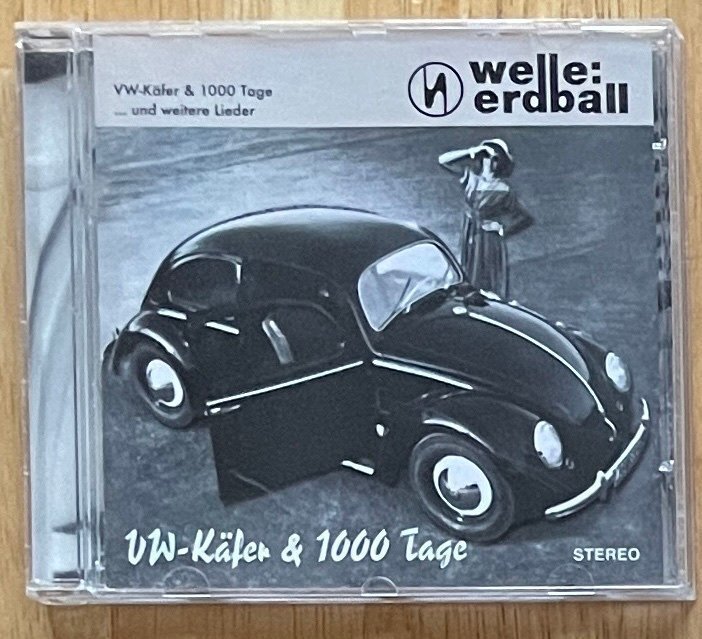 VW-Käfer & 1000 Tage
... und weitere Lieder
welle:
erdball
VW-Käfer & 1000 Tage
STEREO